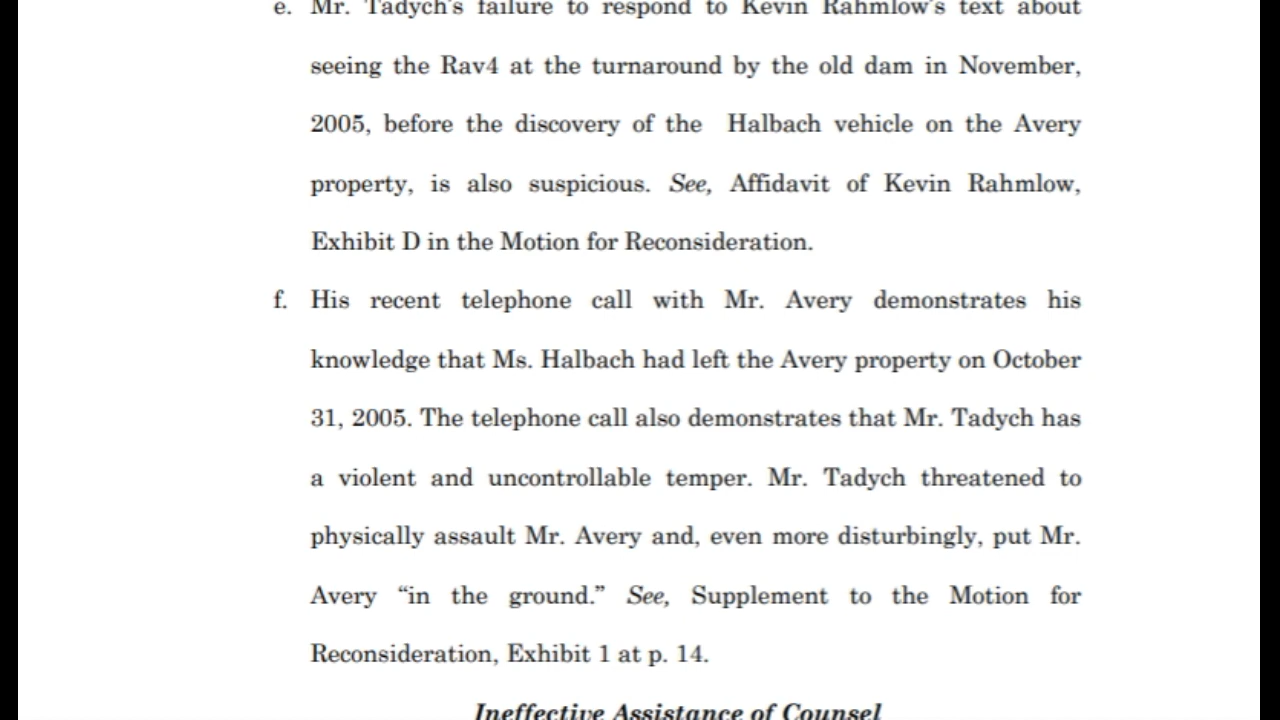 e. Mr. Tadych's failure to respond to Kevin Rahmlow's text about
seeing the Rav4 at the turnaround by the old dam in November,
2005, before the discovery of the Halbach vehicle on the Avery
property, is also suspicious. See, Affidavit of Kevin Rahmlow,
Exhibit D in the Motion for Reconsideration.
f. His recent telephone call with Mr. Avery demonstrates his
knowledge that Ms. Halbach had left the Avery property on October
31, 2005. The telephone call also demonstrates that Mr. Tadych has
a violent and uncontrollable temper. Mr. Tadych threatened to
physically assault Mr. Avery and, even more disturbingly, put Mr.
Avery “in the ground.” See, Supplement to the Motion for
Reconsideration, Exhibit 1 at p. 14.
Ineffective Assistance of Counsel